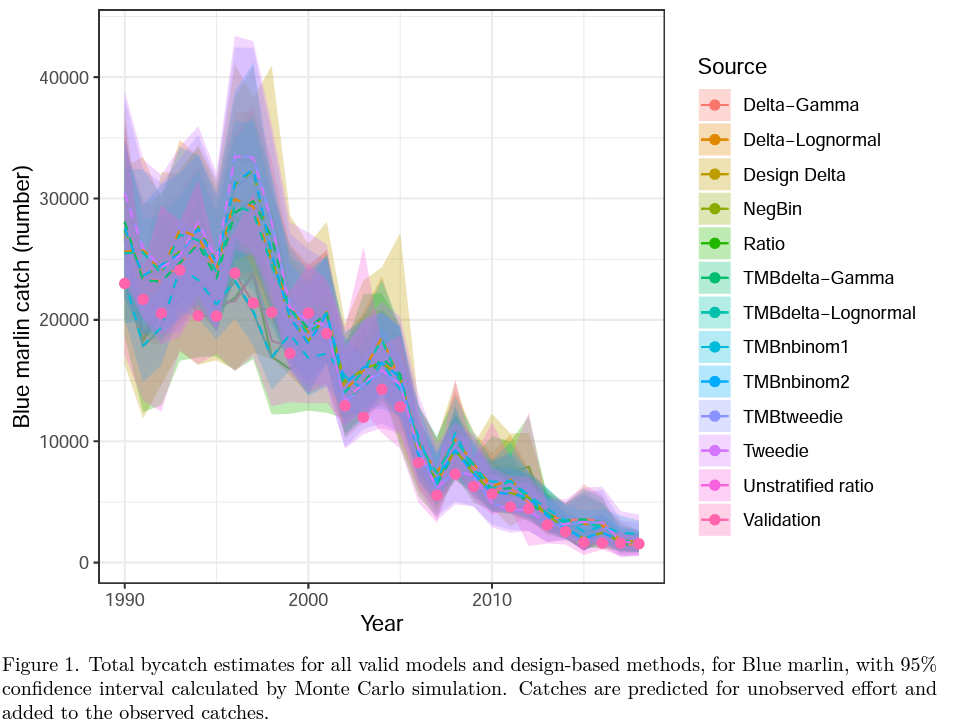 40000
30000
20000
10000
0
Blue marlin catch (number)
1990
2000
2010
Year
Source
Delta−Gamma
Delta−Lognormal
Design Delta
NegBin
Ratio
TMBdelta−Gamma
TMBdelta−Lognormal
TMBnbinom1
TMBnbinom2
TMBtweedie
Tweedie
Unstratified ratio
Validation
Figure 1. Total bycatch estimates for all valid models and design-based methods, for Blue marlin, with 95%
confidence interval calculated by Monte Carlo simulation. Catches are predicted for unobserved effort and
added to the observed catches.